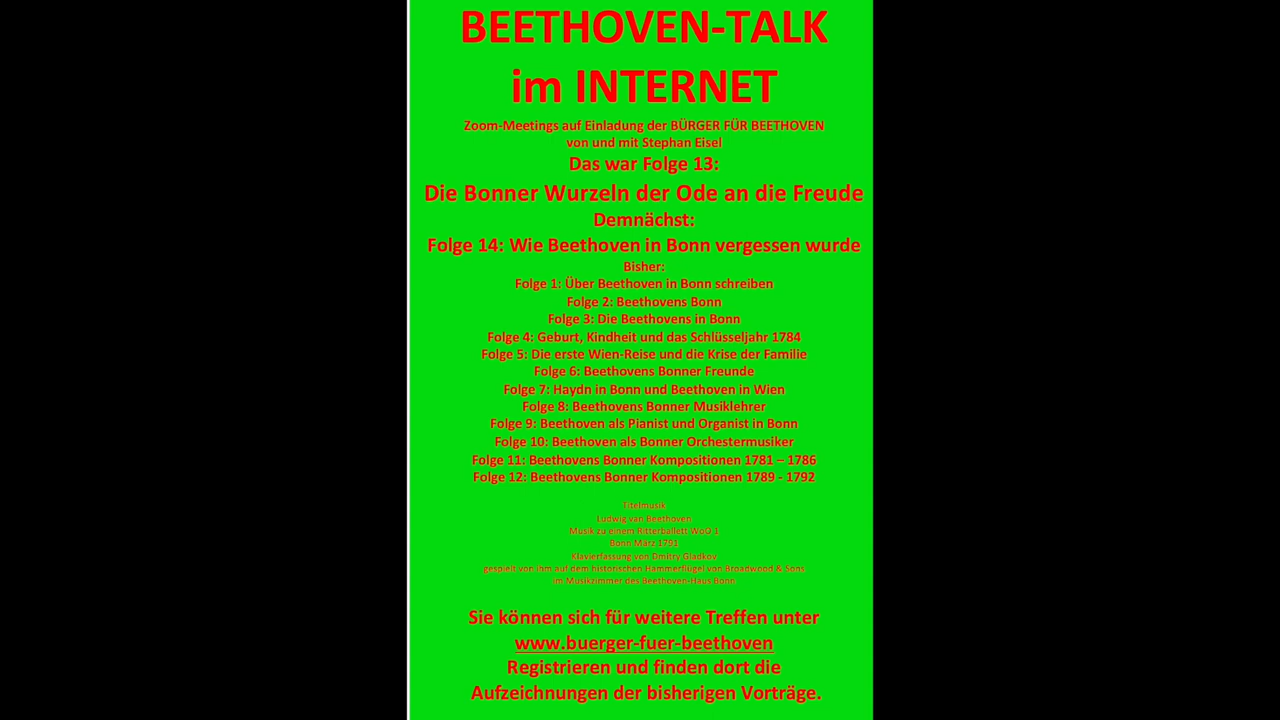 BEETHOVEN-TALK
im INTERNET
Zoom-Meetings auf Einladung der BÜRGER FÜR BEETHOVEN
von und mit Stephan Eisel
Das war Folge 13:
Die Bonner Wurzeln der Ode an die Freude
Demnächst:
Folge 14: Wie Beethoven in Bonn vergessen wurde
Bisher:
Folge 1: Über Beethoven in Bonn schreiben
Folge 2: Beethovens Bonn
Folge 3: Die Beethovens in Bonn
Folge 4: Geburt, Kindheit und das Schlüsseljahr 1784
Folge 5: Die erste Wien-Reise und die Krise der Familie
Folge 6: Beethovens Bonner Freunde
Folge 7: Haydn in Bonn und Beethoven in Wien
Folge 8: Beethovens Bonner Musiklehrer
Folge 9: Beethoven als Pianist und Organist in Bonn
Folge 10: Beethoven als Bonner Orchestermusiker
Folge 11: Beethovens Bonner Kompositionen 1781 – 1786
Folge 12: Beethovens Bonner Kompositionen 1789 - 1792
Titelmusik
Ludwig van Beethoven
Musik zu einem Ritterballett WoO 1
Bonn März 1791
Klavierfassung von Dmitry Gladkov
gespielt von ihm auf dem historischen Hammerflügel von Broadwood & Sons
im Musikzimmer des Beethoven-Haus Bonn
Sie können sich für weitere Treffen unter
www.buerger-fuer-beethoven
Registrieren und finden dort die
Aufzeichnungen der bisherigen Vorträge.